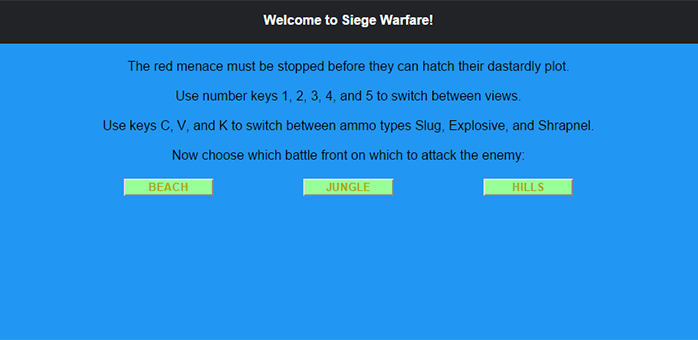 Welcome to Siege Warfare!
The red menace must be stopped before they can hatch their dastardly plot.
Use number keys 1, 2, 3, 4, and 5 to switch between views.
Use keys C, V, and K to switch between ammo types Slug, Explosive, and Shrapnel.
Now choose which battle front on which to attack the enemy:
BEACH JUNGLE HILLS